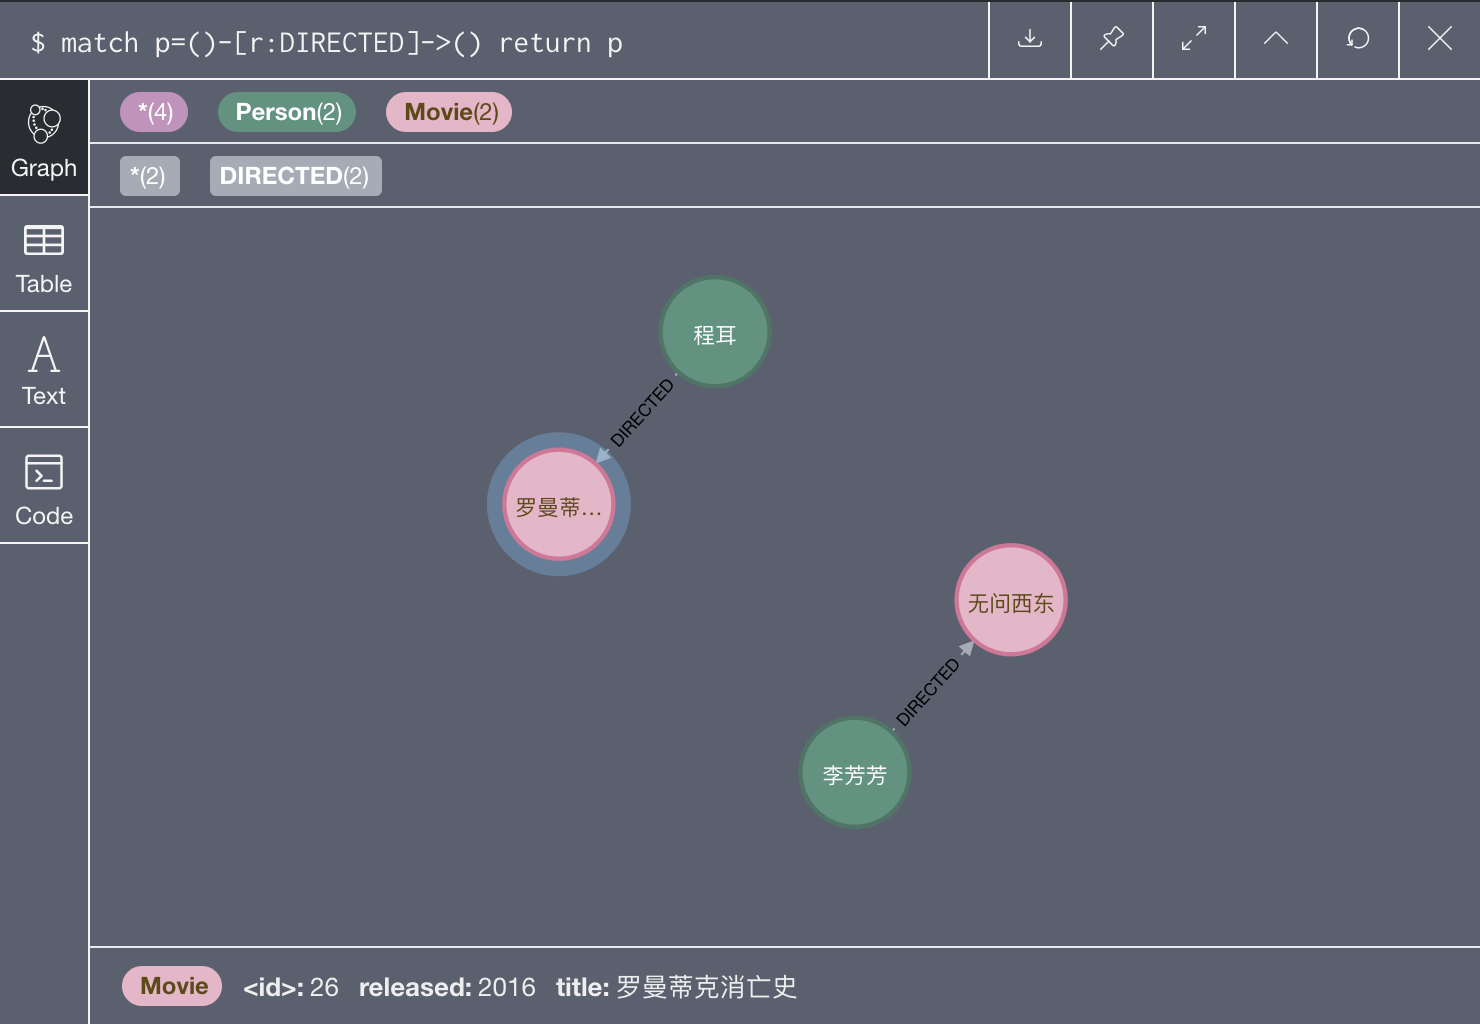 $ match p=()-[r:DIRECTED]->() return p
Graph
*(4) Person(2) Movie(2)
*(2) DIRECTED(2)
Table
Text
Code
程耳
DIRECTED
罗曼蒂...
无问西东
DIRECTED
李芳芳
Movie <id>: 26 released: 2016 title: 罗曼蒂克消亡史